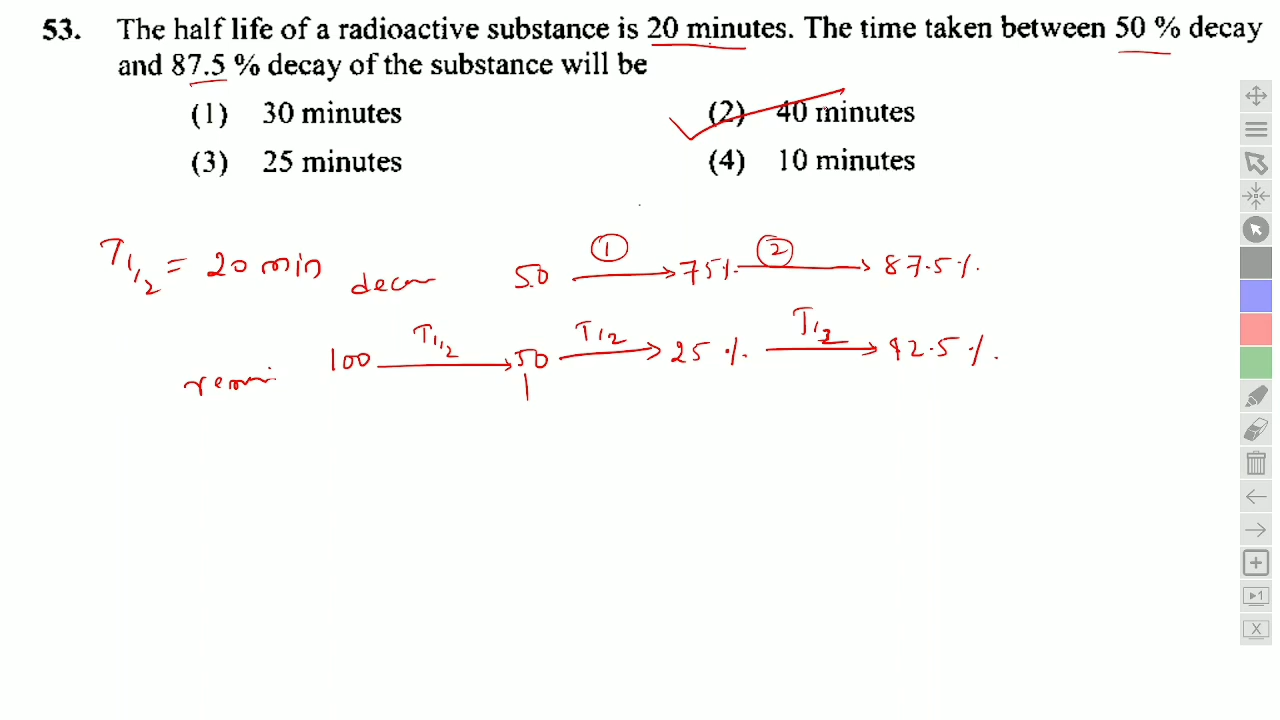 53. The half life of a radioactive substance is 20 minutes. The time taken between 50 % decay
and 87.5 % decay of the substance will be
(1) 30 minutes (2) 40 minutes
(3) 25 minutes (4) 10 minutes
T1/2 = 20 min
① ②
50 → 75% → 87.5%.
T1/2 T1/2 T1/2
100 → 50 → 25 % → 12.5%.